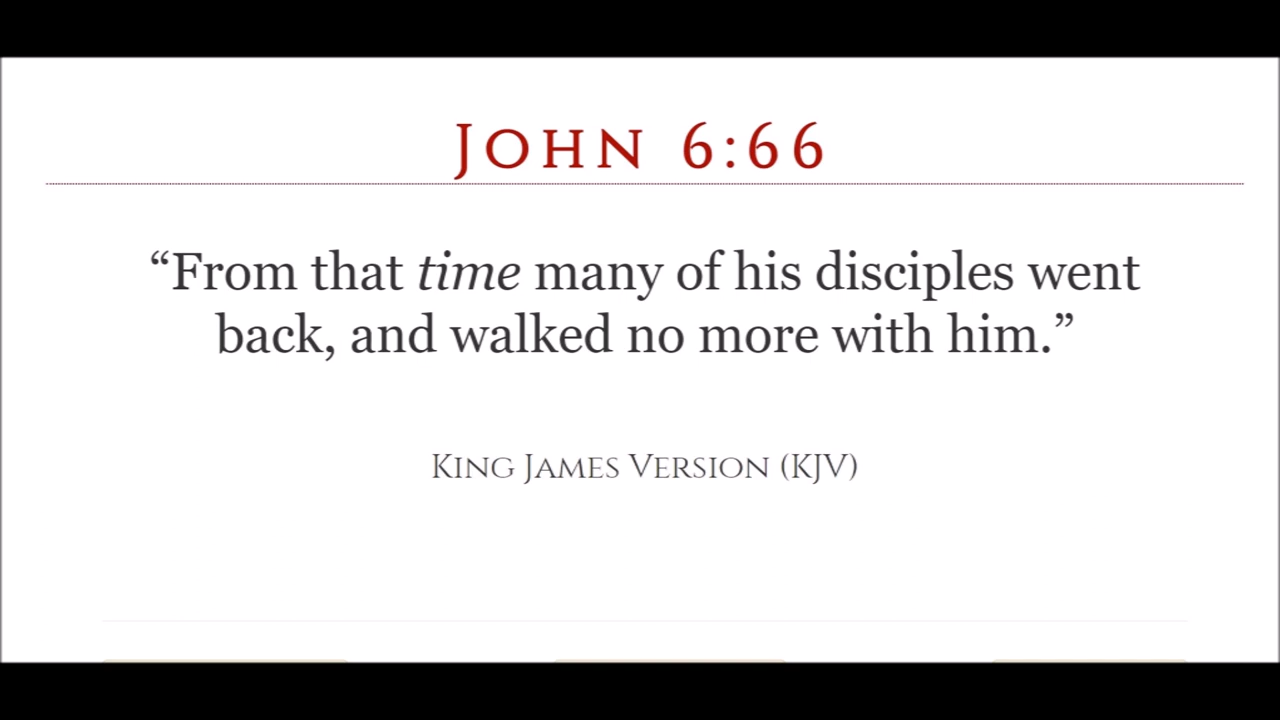 John 6:66
“From that time many of his disciples went
back, and walked no more with him.”
King James Version (KJV)